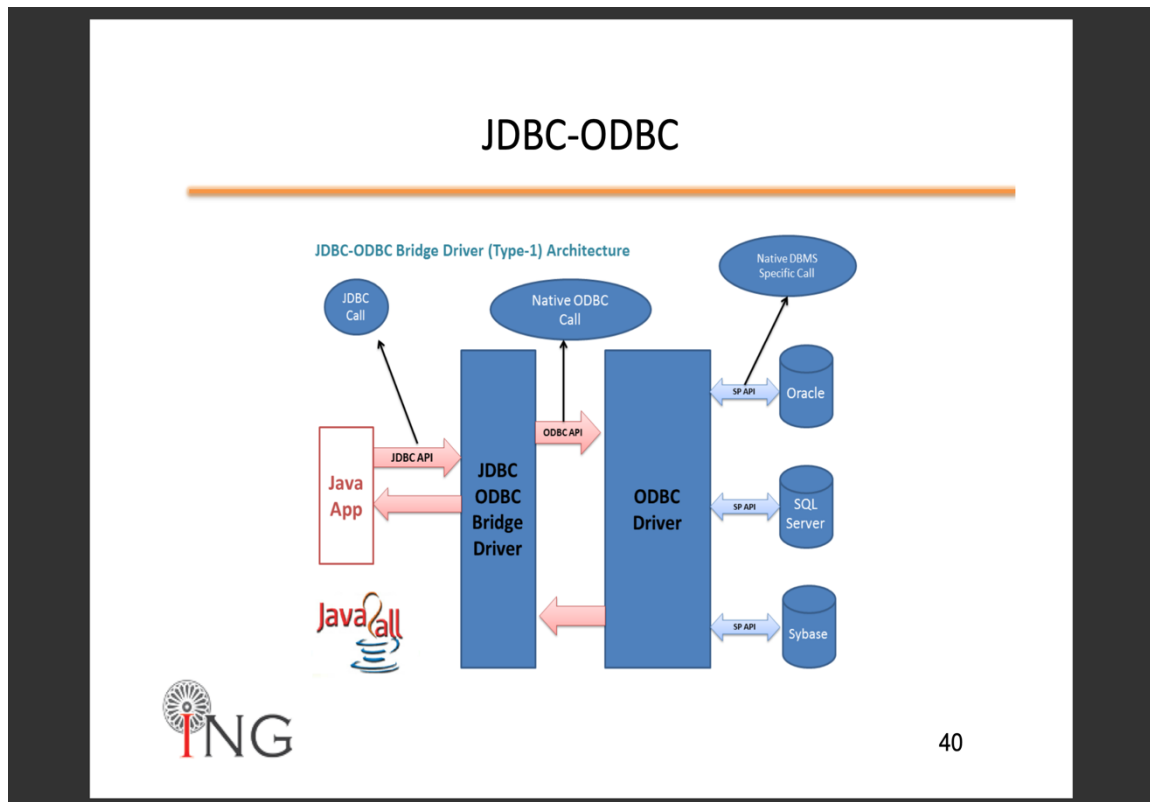 JDBC-ODBC
JDBC-ODBC Bridge Driver (Type-1) Architecture
JDBC
Call
Native ODBC
Call
Native DBMS
Specific Call
Java
App
JDBC API
JDBC
ODBC
Bridge
Driver
ODBC API
ODBC
Driver
SP API
Oracle
SP API
SQL
Server
SP API
Sybase
Java4all
iNG
40